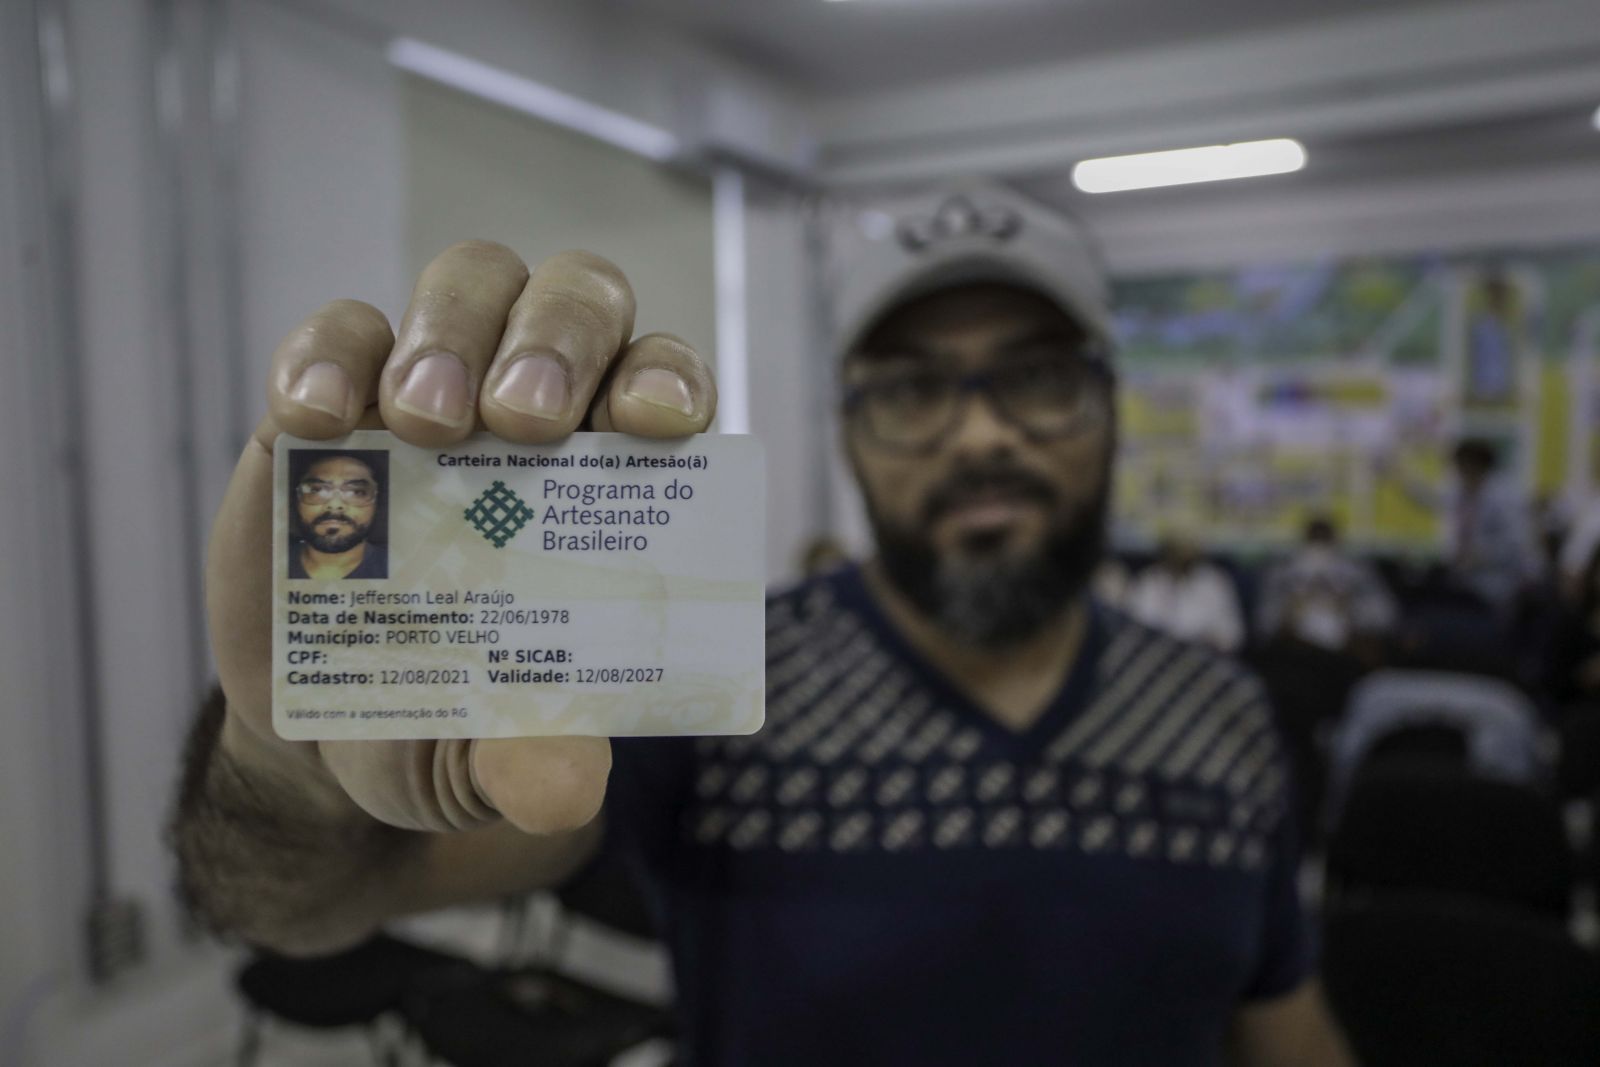 Carteira Nacional do(a) Artesão(ã)
Programa do
Artesanato
Brasileiro
Nome: Jefferson Leal Araújo
Data de Nascimento: 22/06/1978
Município: PORTO VELHO
CPF: Nº SICAB:
Cadastro: 12/08/2021 Validade: 12/08/2027
Válido com a apresentação do RG